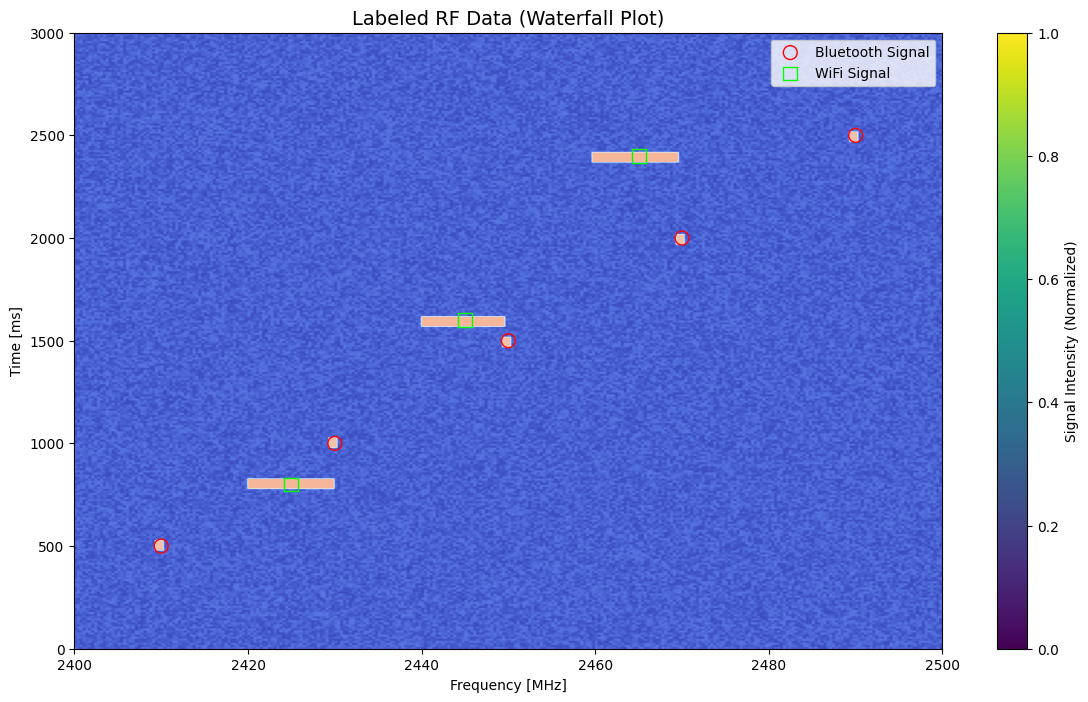 Labeled RF Data (Waterfall Plot)
Bluetooth Signal
WiFi Signal
3000
2500
2000
1500
1000
500
0
Time [ms]
2400 2420 2440 2460 2480 2500
Frequency [MHz]
1.0
0.8
0.6
0.4
0.2
0.0
Signal Intensity (Normalized)